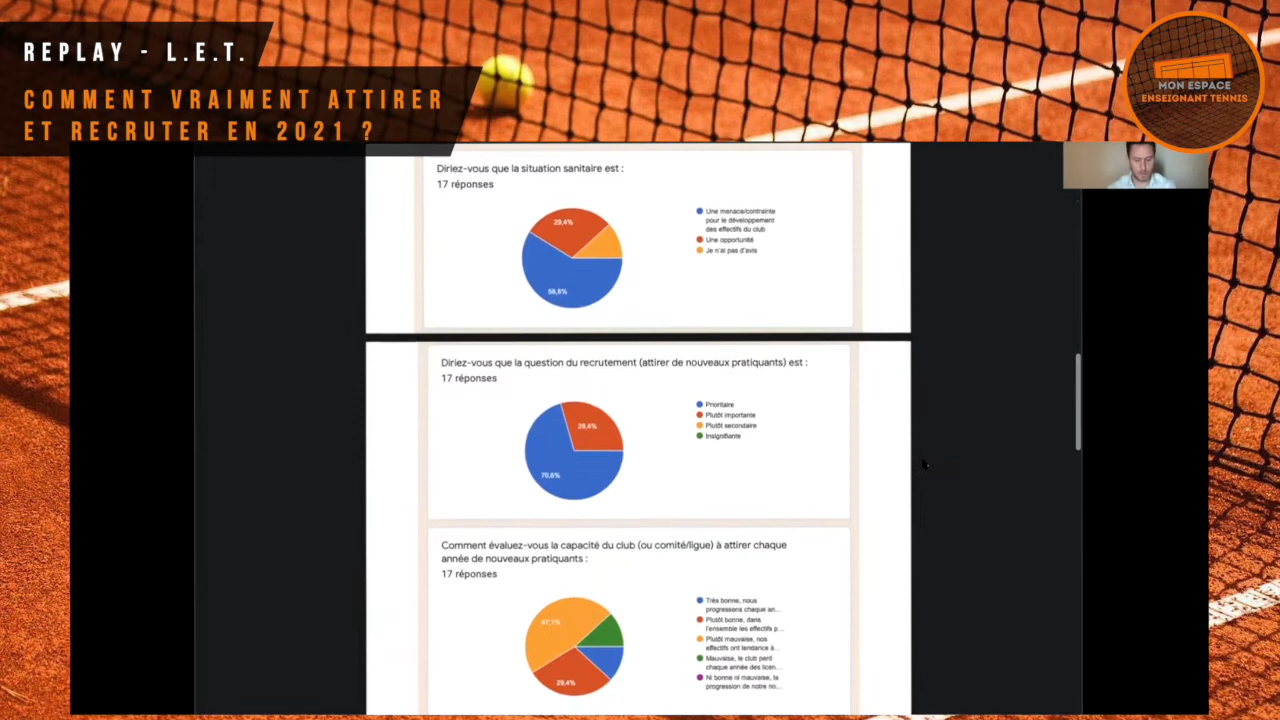 REPLAY - L.E.T.
COMMENT VRAIMENT ATTIRER
ET RECRUTER EN 2021 ?
MON ESPACE
ENSEIGNANT TENNIS
Diriez-vous que la situation sanitaire est :
17 réponses
29,4%
58,8%
Une menace/contrainte
pour le développement
des effectifs du club
Une opportunité
Je n'ai pas d'avis
Diriez-vous que la question du recrutement (attirer de nouveaux pratiquants) est :
17 réponses
29,4%
70,6%
Prioritaire
Plutôt importante
Plutôt secondaire
Insignifiante
Comment évaluez-vous la capacité du club (ou comité/ligue) à attirer chaque
année de nouveaux pratiquants :
17 réponses
47,1%
29,4%
Très bonne, nous
progressons chaque an...
Plutôt bonne, dans
l'ensemble les effectifs p...
Plutôt mauvaise, nos
effectifs ont tendance à...
Mauvaise, le club perd
chaque année des licen...
Ni bonne ni mauvaise, la
progression de notre no...